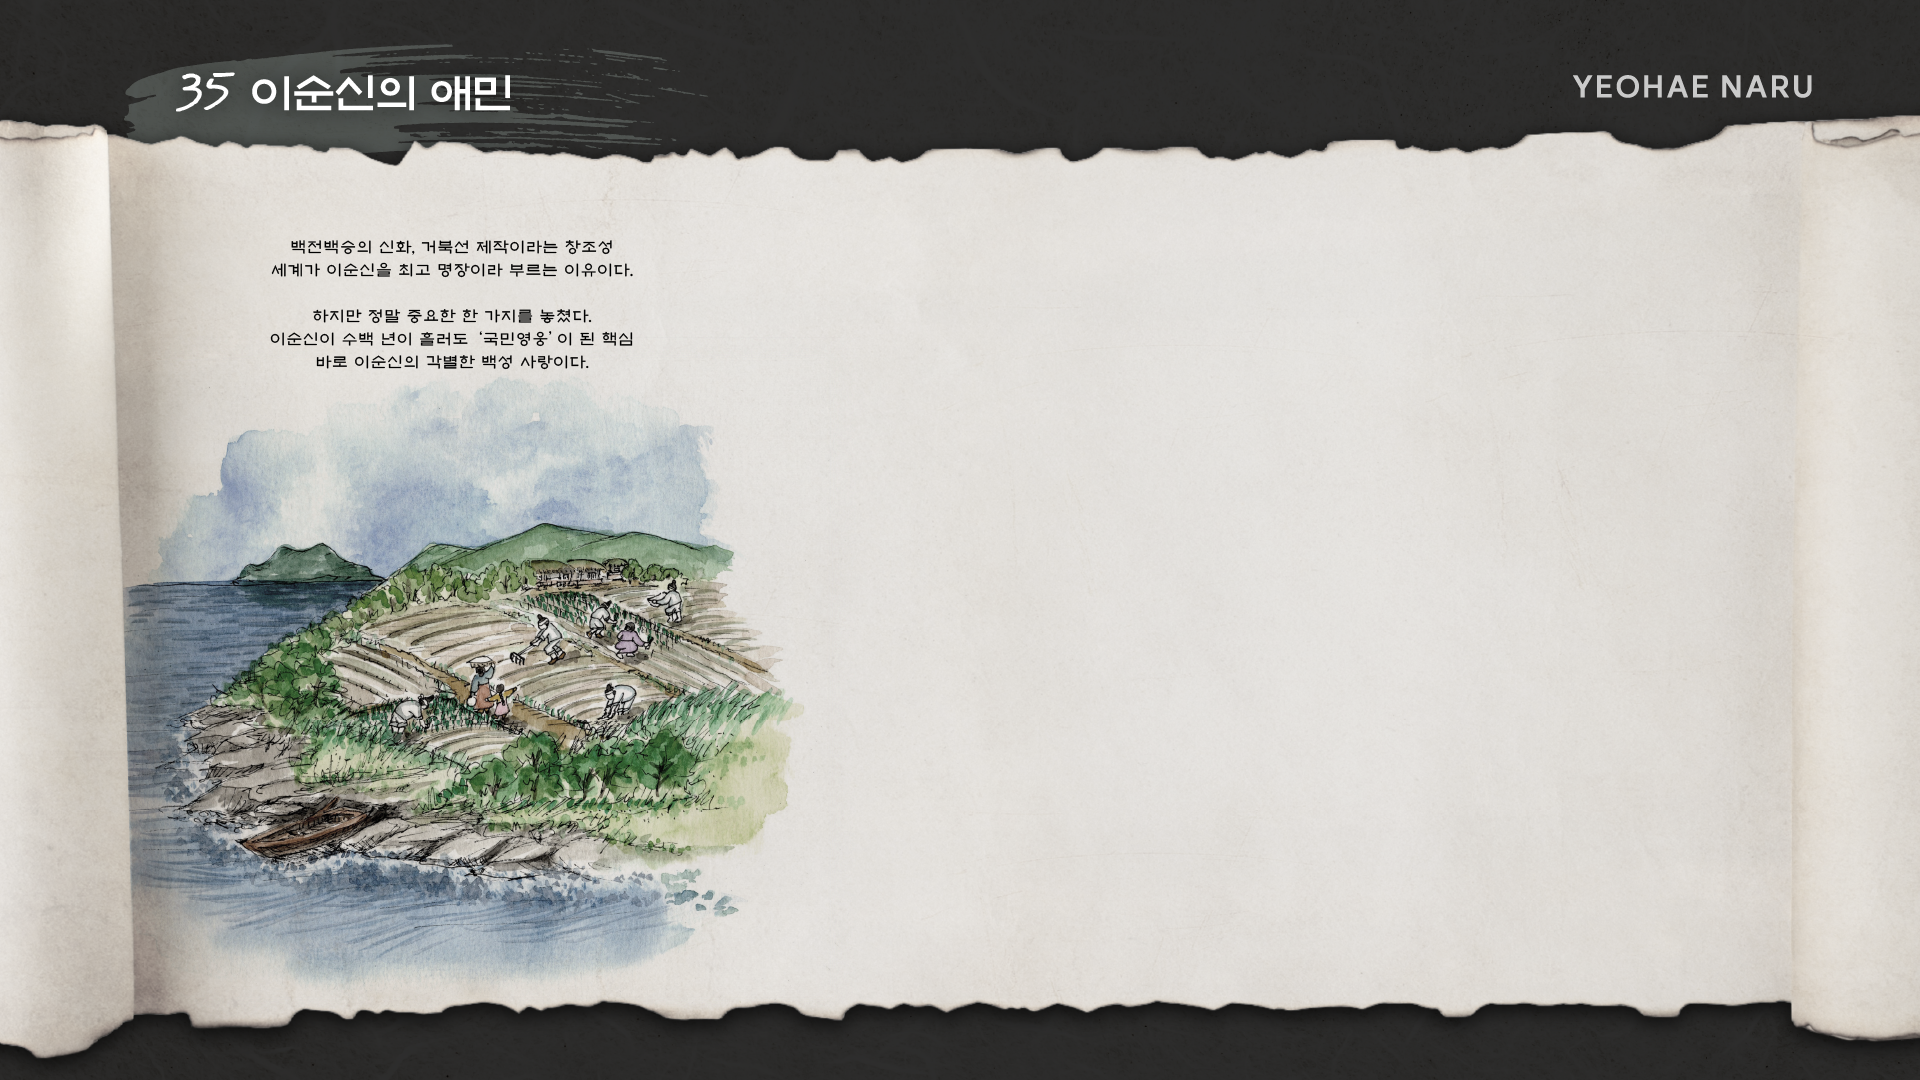 35 이순신의 애민
YEOHAE NARU
백전백승의 신화, 거북선 제작이라는 창조성
세계가 이순신을 최고 명장이라 부르는 이유이다.
하지만 정말 중요한 한 가지를 놓쳤다.
이순신이 수백 년이 흘러도 ‘국민영웅’이 된 핵심
바로 이순신의 각별한 백성 사랑이다.